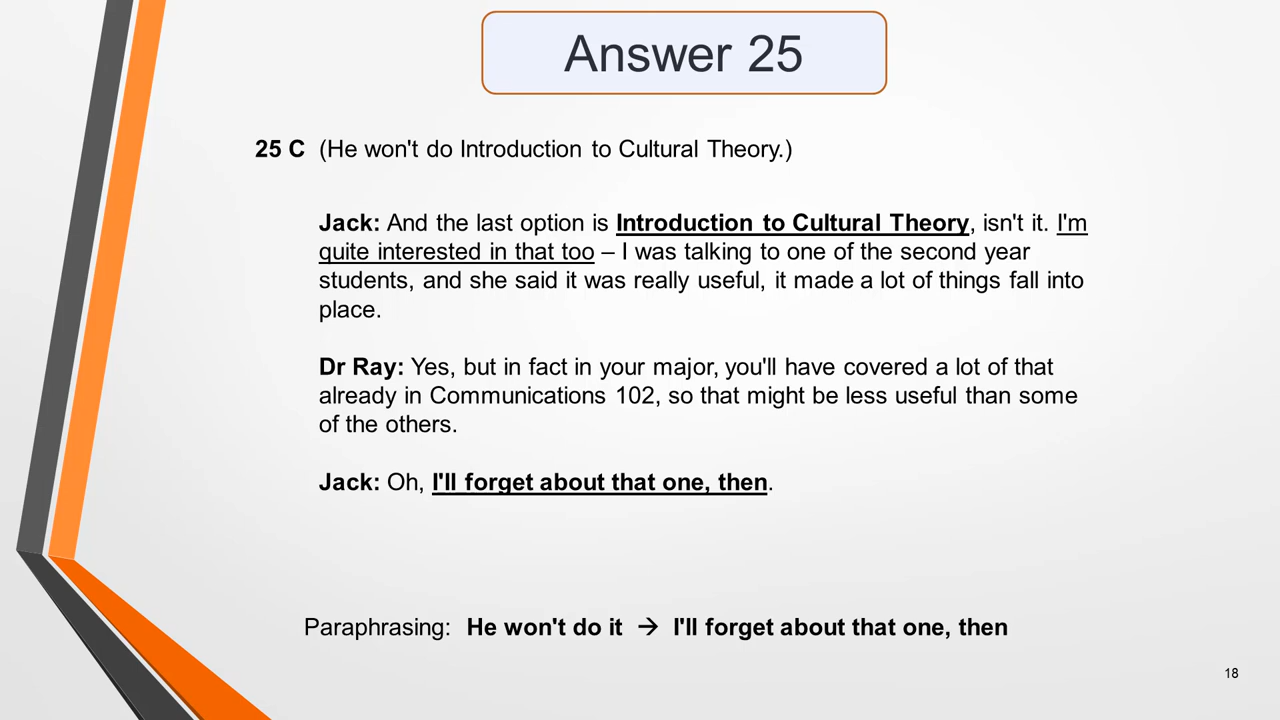 Answer 25
25 C (He won't do Introduction to Cultural Theory.)
Jack: And the last option is Introduction to Cultural Theory, isn't it. I'm
quite interested in that too – I was talking to one of the second year
students, and she said it was really useful, it made a lot of things fall into
place.
Dr Ray: Yes, but in fact in your major, you'll have covered a lot of that
already in Communications 102, so that might be less useful than some
of the others.
Jack: Oh, I'll forget about that one, then.
Paraphrasing: He won't do it → I'll forget about that one, then
18